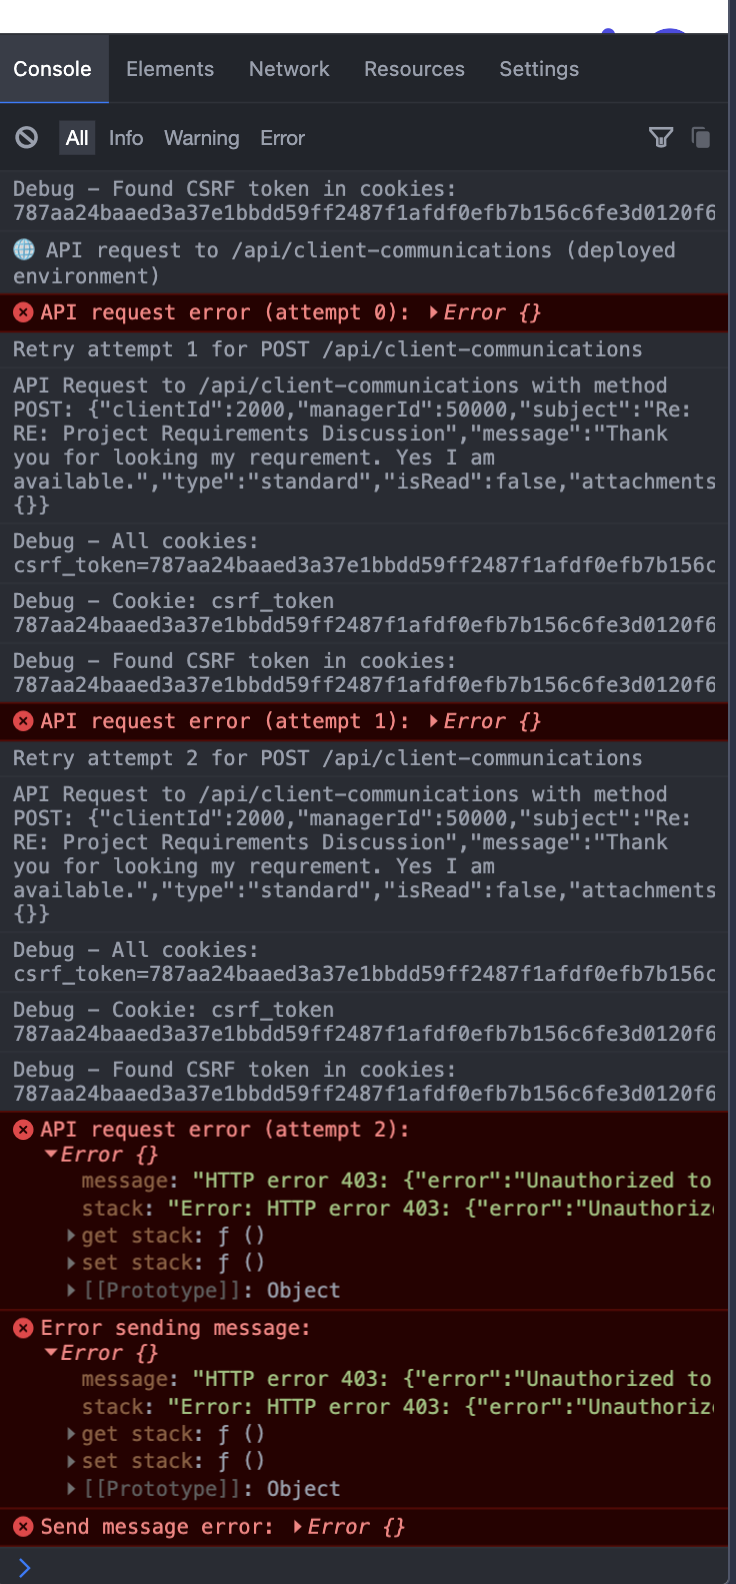 Console Elements Network Resources Settings
All Info Warning Error
Debug – Found CSRF token in cookies:
787aa24baaed3a37e1bbdd59ff2487f1afdf0efb7b156c6fe3d0120f6
API request to /api/client-communications (deployed
environment)
API request error (attempt 0): Error {}
Retry attempt 1 for POST /api/client-communications
API Request to /api/client-communications with method
POST: {"clientId":2000,"managerId":50000,"subject":"Re:
RE: Project Requirements Discussion","message":"Thank
you for looking my requrement. Yes I am
available.","type":"standard","isRead":false,"attachments
{}}
Debug – All cookies:
csrf_token=787aa24baaed3a37e1bbdd59ff2487f1afdf0efb7b156c
Debug – Cookie: csrf_token
787aa24baaed3a37e1bbdd59ff2487f1afdf0efb7b156c6fe3d0120f6
Debug – Found CSRF token in cookies:
787aa24baaed3a37e1bbdd59ff2487f1afdf0efb7b156c6fe3d0120f6
API request error (attempt 1): Error {}
Retry attempt 2 for POST /api/client-communications
API Request to /api/client-communications with method
POST: {"clientId":2000,"managerId":50000,"subject":"Re:
RE: Project Requirements Discussion","message":"Thank
you for looking my requrement. Yes I am
available.","type":"standard","isRead":false,"attachments
{}}
Debug – All cookies:
csrf_token=787aa24baaed3a37e1bbdd59ff2487f1afdf0efb7b156c
Debug – Cookie: csrf_token
787aa24baaed3a37e1bbdd59ff2487f1afdf0efb7b156c6fe3d0120f6
Debug – Found CSRF token in cookies:
787aa24baaed3a37e1bbdd59ff2487f1afdf0efb7b156c6fe3d0120f6
API request error (attempt 2):
Error {}
message: "HTTP error 403: {"error":"Unauthorized to
stack: "Error: HTTP error 403: {"error":"Unauthoriz
get stack: ƒ ()
set stack: ƒ ()
[[Prototype]]: Object
Error sending message:
Error {}
message: "HTTP error 403: {"error":"Unauthorized to
stack: "Error: HTTP error 403: {"error":"Unauthoriz
get stack: ƒ ()
set stack: ƒ ()
[[Prototype]]: Object
Send message error: Error {}